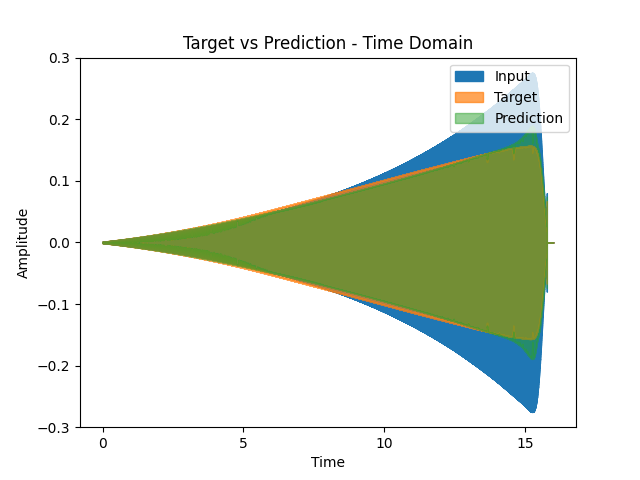 Target vs Prediction - Time Domain
Input
Target
Prediction
0.3
0.2
0.1
0.0
−0.1
−0.2
−0.3
Amplitude
0
5
10
15
Time